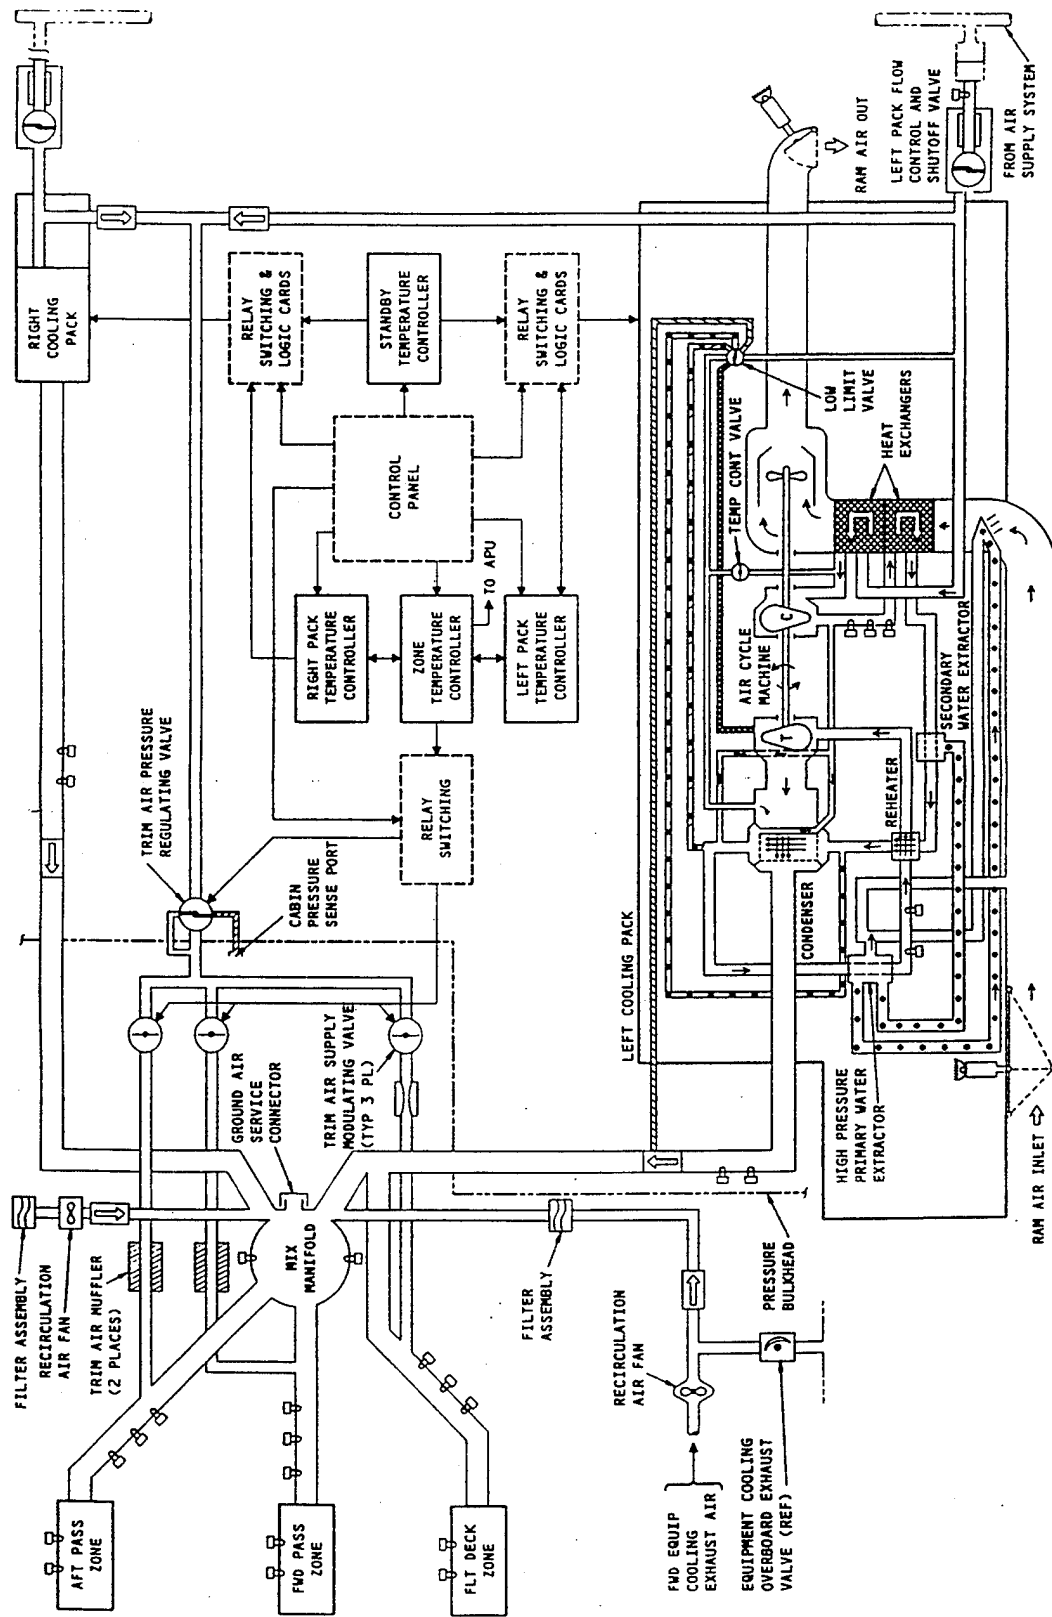 FILTER ASSEMBLY
RECIRCULATION
AIR FAN
TRIM AIR MUFFLER
(2 PLACES)
AFT PASS
ZONE
FWD PASS
ZONE
FLT DECK
ZONE
MIX
MANIFOLD
GROUND AIR
SERVICE
CONNECTOR
TRIM AIR SUPPLY
MODULATING VALVE
(TYP 3 PL)
TRIM AIR PRESSURE
REGULATING VALVE
CABIN
PRESSURE
SENSE PORT
RIGHT
COOLING
PACK
RELAY
SWITCHING
RIGHT PACK
TEMPERATURE
CONTROLLER
ZONE
TEMPERATURE
CONTROLLER
LEFT PACK
TEMPERATURE
CONTROLLER
TO APU
CONTROL
PANEL
RELAY
SWITCHING &
LOGIC CARDS
STANDBY
TEMPERATURE
CONTROLLER
RELAY
SWITCHING &
LOGIC CARDS
FILTER
ASSEMBLY
RECIRCULATION
AIR FAN
FWD EQUIP
COOLING
EXHAUST AIR
EQUIPMENT COOLING
OVERBOARD EXHAUST
VALVE (REF)
PRESSURE
BULKHEAD
LEFT COOLING PACK
CONDENSER
REHEATER
HIGH PRESSURE
PRIMARY WATER
EXTRACTOR
SECONDARY
WATER EXTRACTOR
AIR CYCLE
MACHINE
T
C
TEMP CONT VALVE
LOW
LIMIT
VALVE
HEAT
EXCHANGERS
RAM AIR INLET
RAM AIR OUT
LEFT PACK FLOW
CONTROL AND
SHUTOFF VALVE
FROM AIR
SUPPLY SYSTEM